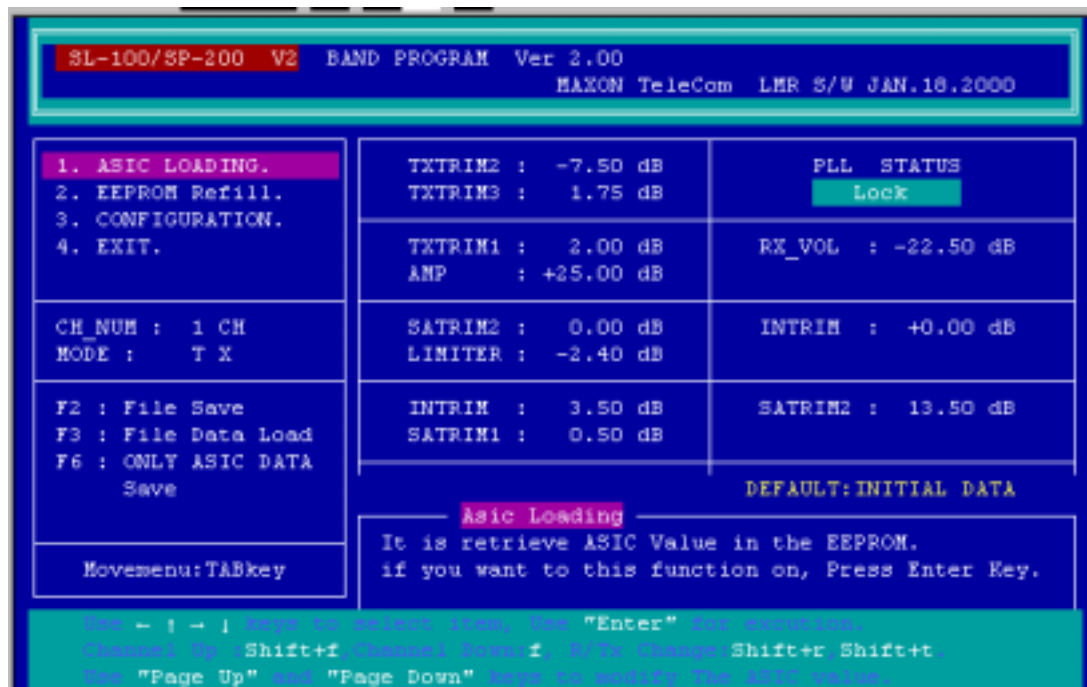 SL-100/SP-200 V2 BAND PROGRAM Ver 2.00
MAXON TeleCom LMR S/W JAN.18.2000
1. ASIC LOADING.
2. EEPROM Refill.
3. CONFIGURATION.
4. EXIT.
CH_NUM : 1 CH
MODE : T X
F2 : File Save
F3 : File Data Load
F6 : ONLY ASIC DATA
Save
Movemenu:TABkey
TXTRIM2 : -7.50 dB
TXTRIM3 : 1.75 dB
TXTRIM1 : 2.00 dB
AMP : +25.00 dB
SATRIM2 : 0.00 dB
LIMITER : -2.40 dB
INTRIM : 3.50 dB
SATRIM1 : 0.50 dB
PLL STATUS
Lock
RX_VOL : -22.50 dB
INTRIM : +0.00 dB
SATRIM2 : 13.50 dB
DEFAULT:INITIAL DATA
Asic Loading
It is retrieve ASIC Value in the EEPROM.
if you want to this function on, Press Enter Key.
Use ← ↑ → ↓ keys to select item, Use "Enter" for excution.
Channel Up :Shift+f,Channel Down:f, R/Tx Change:Shift+r,Shift+t.
Use "Page Up" and "Page Down" keys to modify The ASIC value.